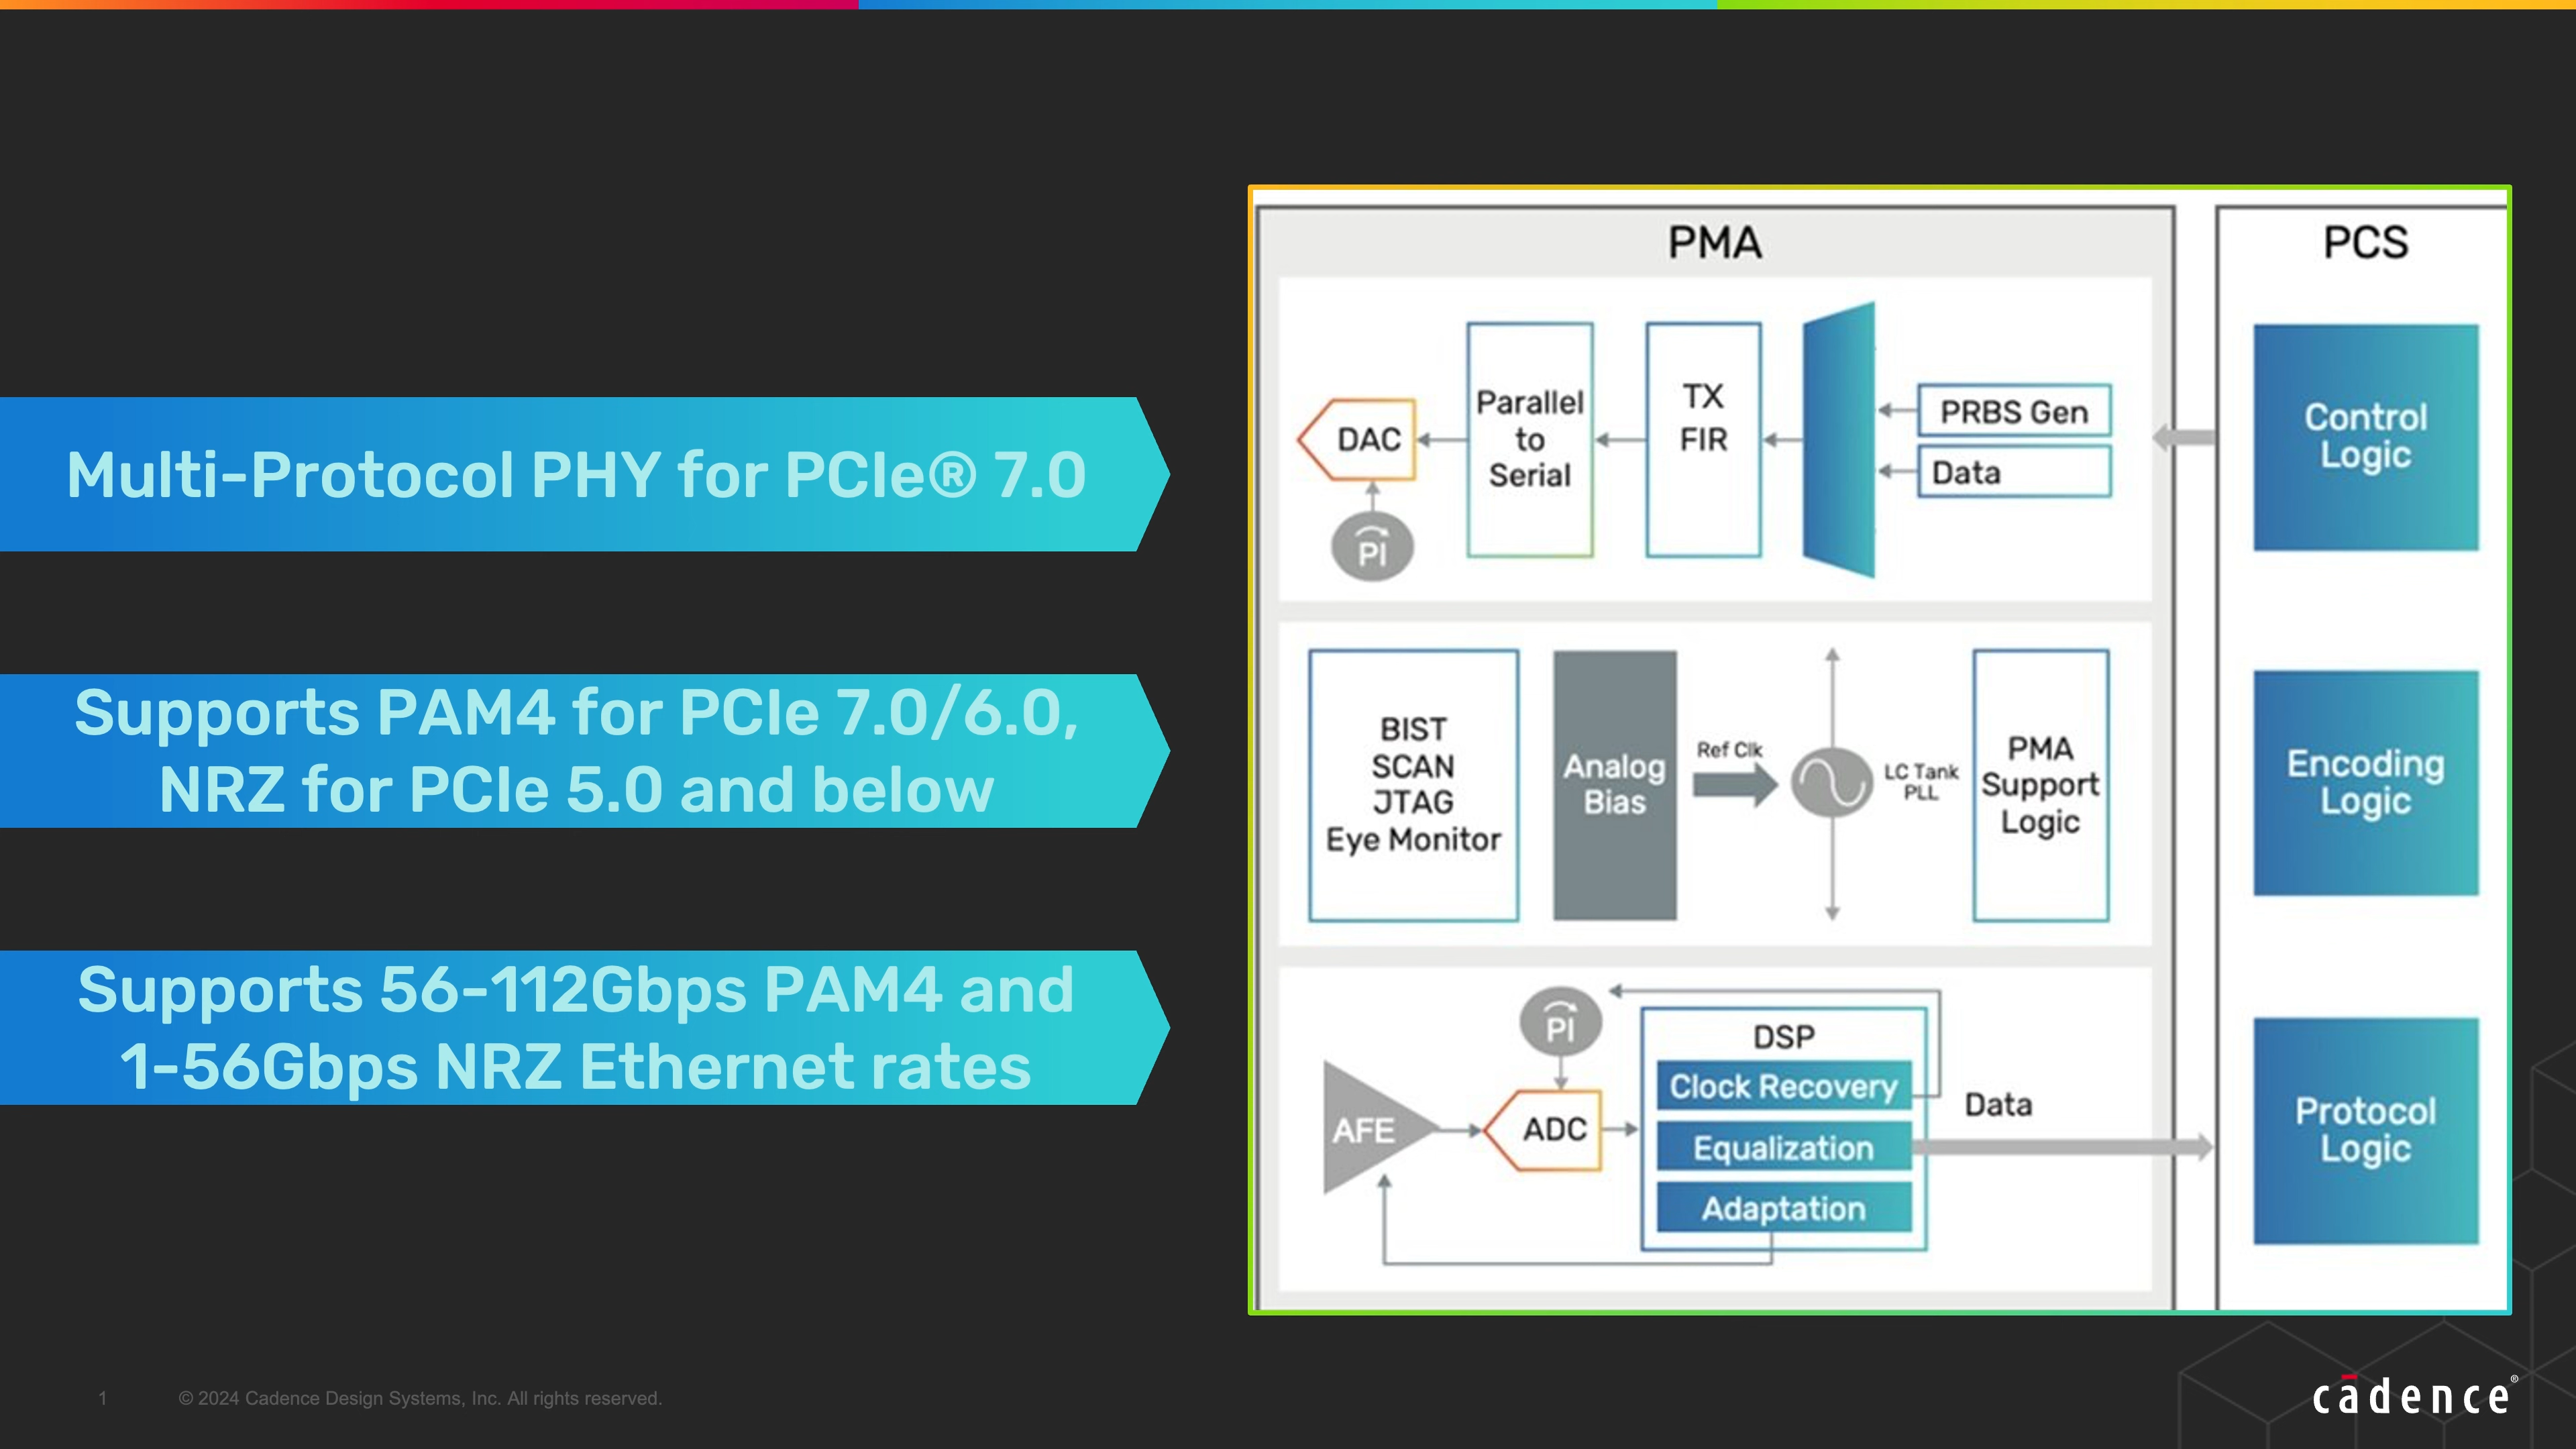 Multi-Protocol PHY for PCIe® 7.0
Supports PAM4 for PCIe 7.0/6.0,
NRZ for PCIe 5.0 and below
Supports 56-112Gbps PAM4 and
1-56Gbps NRZ Ethernet rates
PMA
DAC
PI
Parallel
to
Serial
TX
FIR
PRBS Gen
Data
BIST
SCAN
JTAG
Eye Monitor
Analog
Bias
Ref Clk
LC Tank
PLL
PMA
Support
Logic
PI
AFE
ADC
DSP
Clock Recovery
Equalization
Adaptation
Data
PCS
Control
Logic
Encoding
Logic
Protocol
Logic
1
© 2024 Cadence Design Systems, Inc. All rights reserved.
cādence®